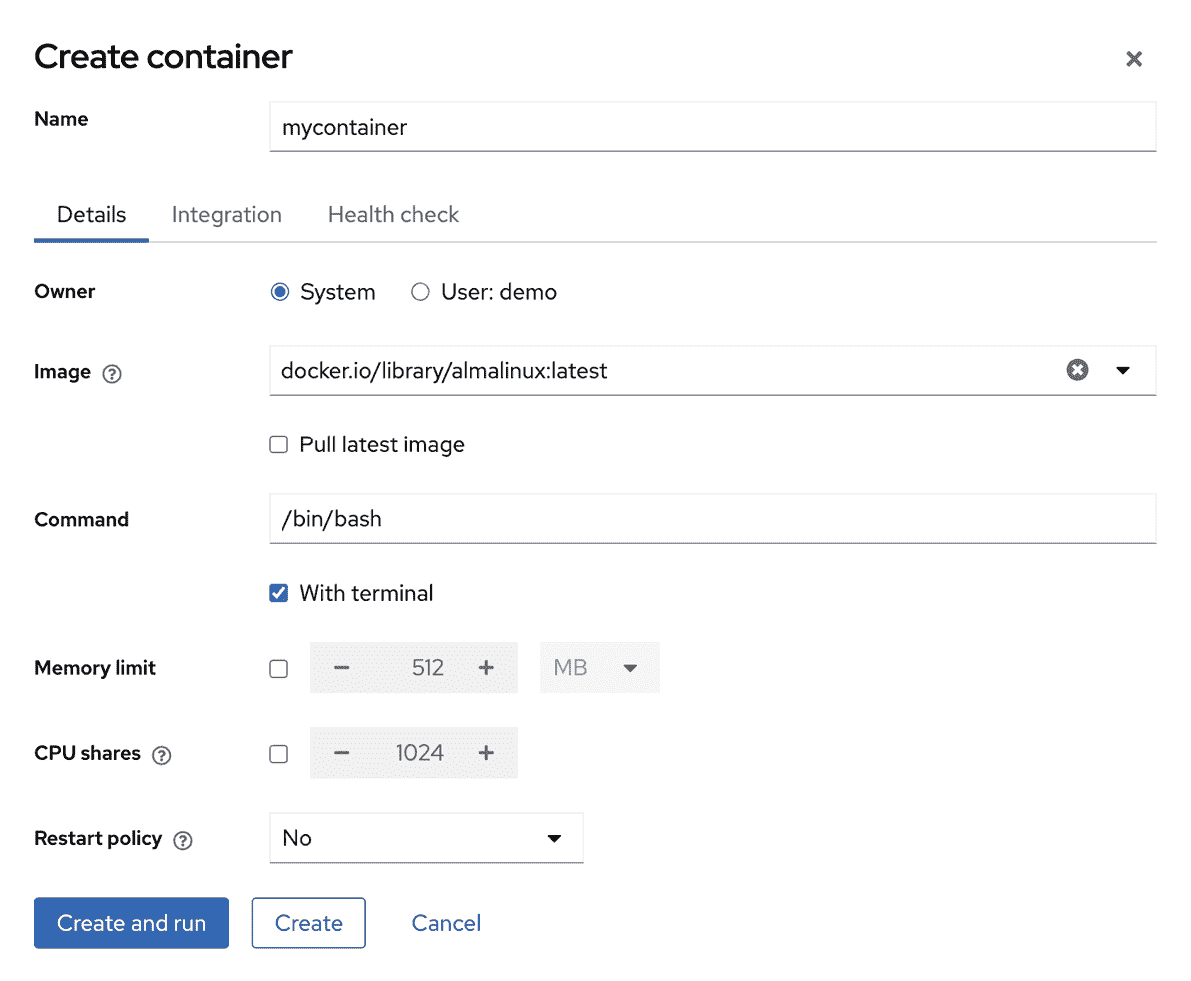 Create container
Name
mycontainer
Details Integration Health check
Owner System User: demo
Image docker.io/library/almalinux:latest
Pull latest image
Command /bin/bash
With terminal
Memory limit 512 MB
CPU shares 1024
Restart policy No
Create and run Create Cancel